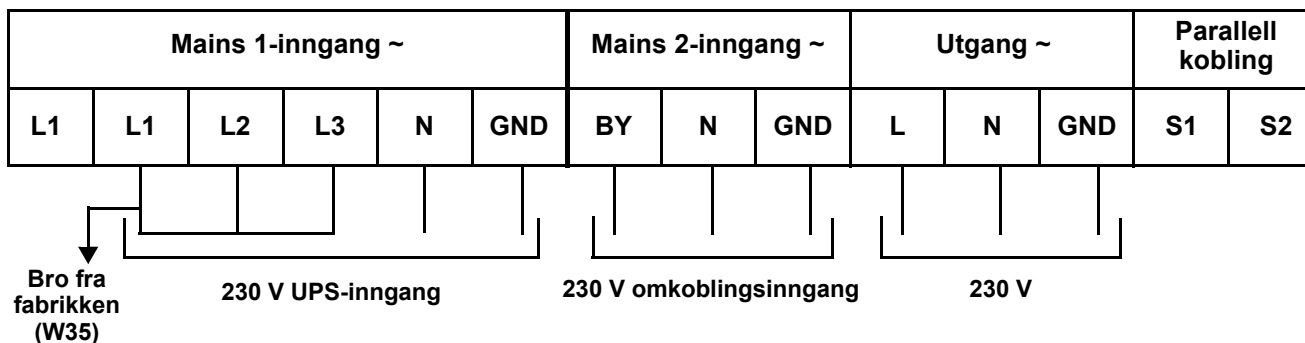 Mains 1-inngang ~ Mains 2-inngang ~ Utgang ~ Parallell
kobling
L1 L1 L2 L3 N GND BY N GND L N GND S1 S2
Bro fra
fabrikken
(W35)
230 V UPS-inngang 230 V omkoblingsinngang 230 V